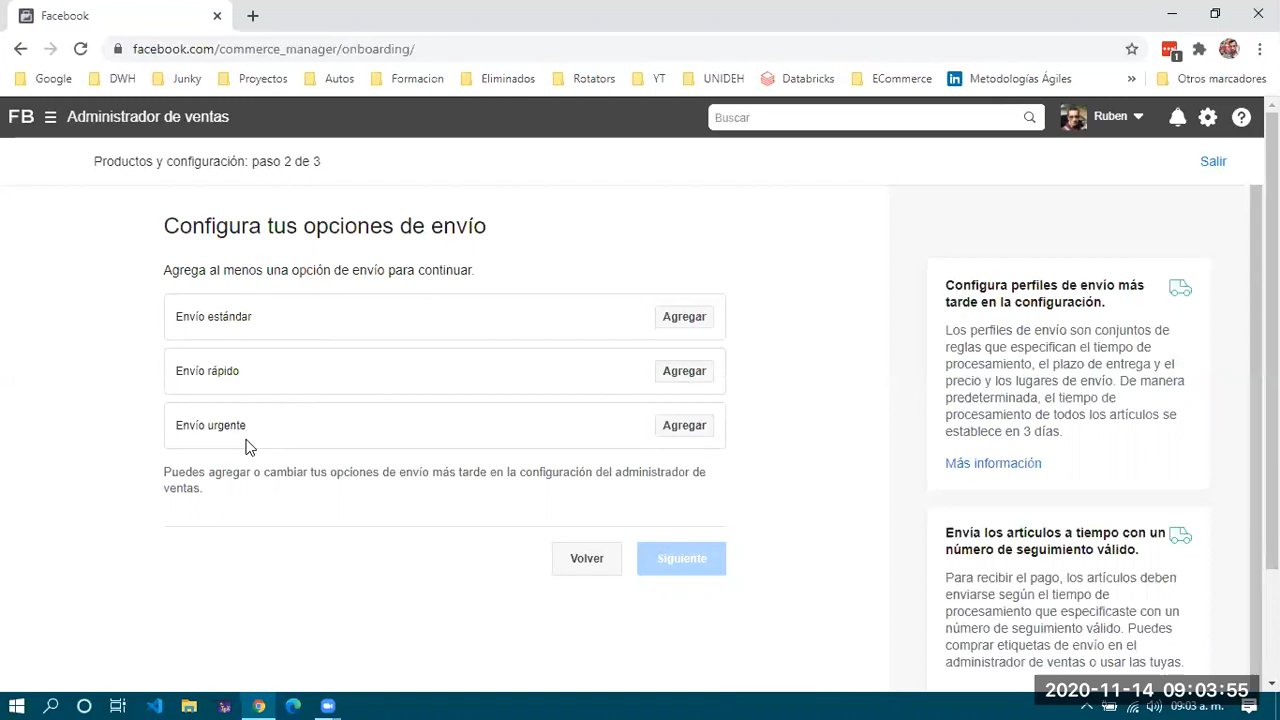 Facebook
facebook.com/commerce_manager/onboarding/
1
Google
DWH
Junky
Proyectos
Autos
Formacion
Eliminados
Rotators
YT
UNIDEH
Databricks
ECommerce
in
Metodologías Ágiles
»
Otros marcadores
FB
Administrador de ventas
Buscar
Ruben
Productos y configuración: paso 2 de 3
Salir
Configura tus opciones de envío
Agrega al menos una opción de envío para continuar.
Envío estándar
Agregar
Envío rápido
Agregar
Envío urgente
Agregar
Puedes agregar o cambiar tus opciones de envío más tarde en la configuración del administrador de
ventas.
Volver
Siguiente
Configura perfiles de envío más
tarde en la configuración.
Los perfiles de envío son conjuntos de
reglas que especifican el tiempo de
procesamiento, el plazo de entrega y el
precio y los lugares de envío. De manera
predeterminada, el tiempo de
procesamiento de todos los artículos se
establece en 3 días.
Más información
Envía los artículos a tiempo con un
número de seguimiento válido.
Para recibir el pago, los artículos deben
enviarse según el tiempo de
procesamiento que especificaste con un
número de seguimiento válido. Puedes
comprar etiquetas de envío en el
administrador de ventas o usar las tuyas.
2020-11-14 09:03:55
09:03 a. m.